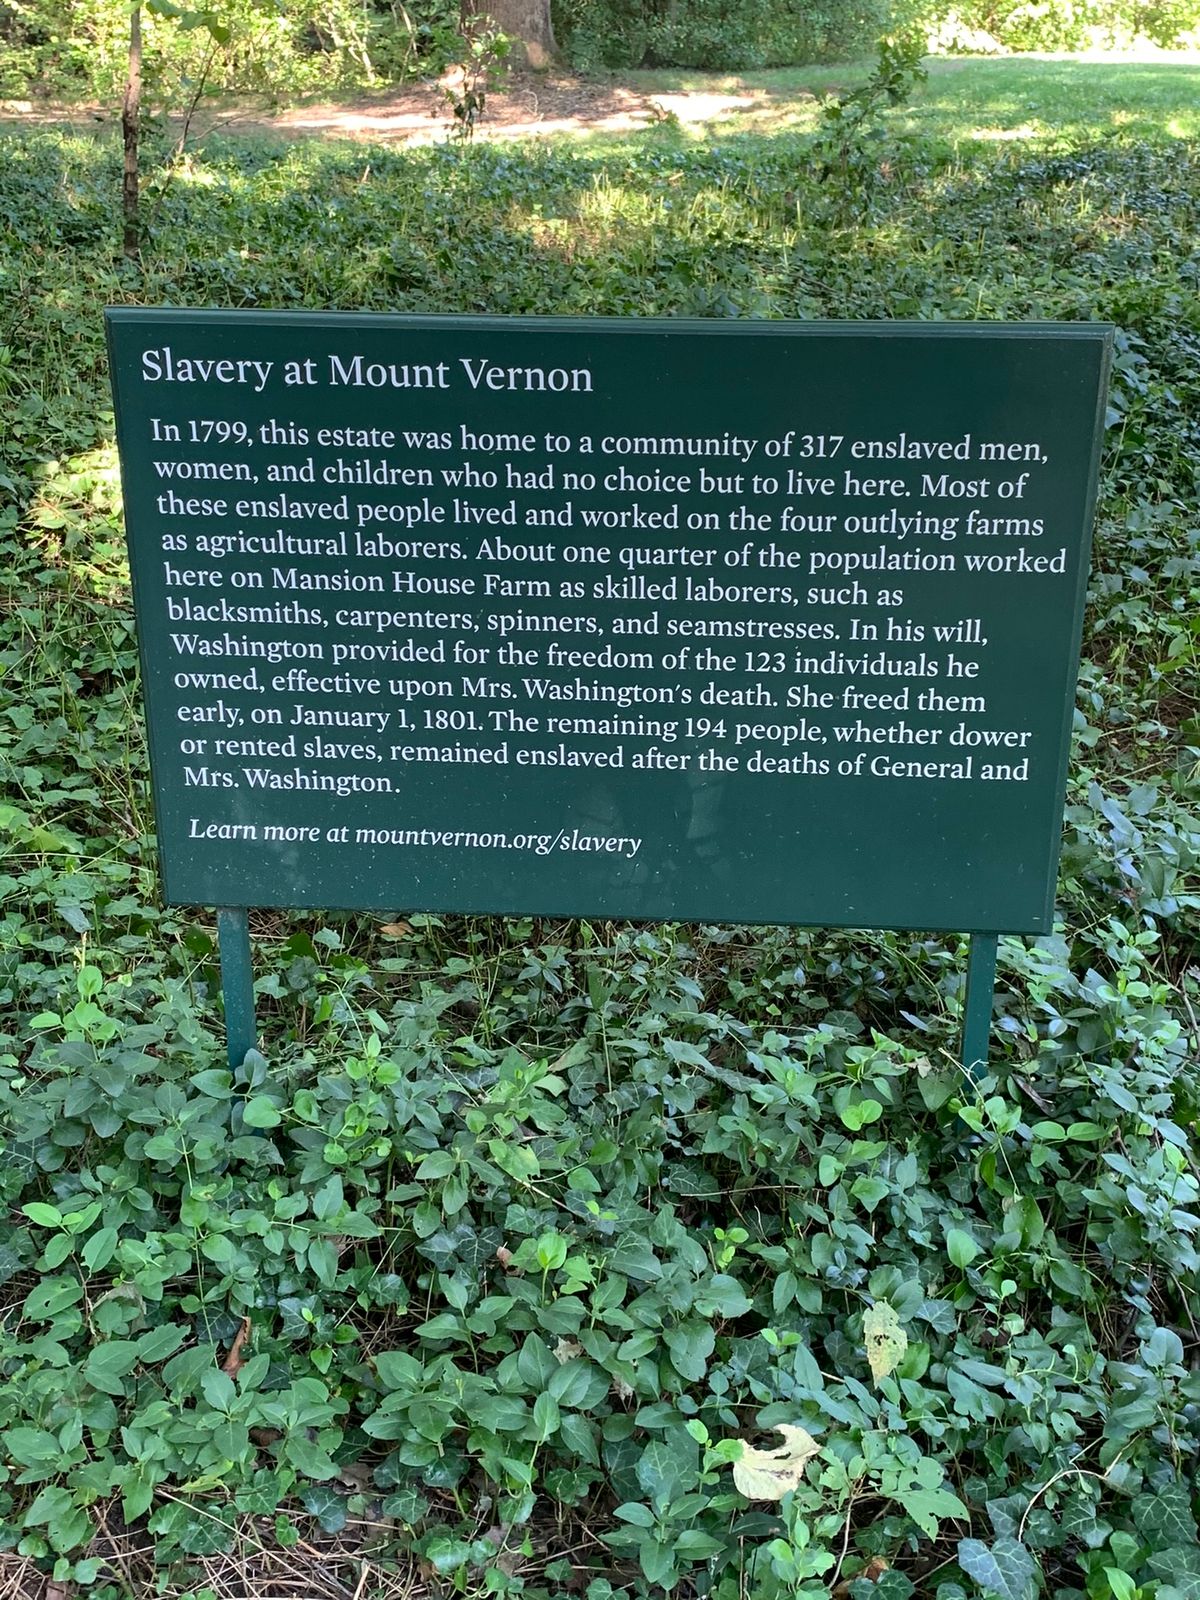 Slavery at Mount Vernon
In 1799, this estate was home to a community of 317 enslaved men,
women, and children who had no choice but to live here. Most of
these enslaved people lived and worked on the four outlying farms
as agricultural laborers. About one quarter of the population worked
here on Mansion House Farm as skilled laborers, such as
blacksmiths, carpenters, spinners, and seamstresses. In his will,
Washington provided for the freedom of the 123 individuals he
owned, effective upon Mrs. Washington's death. She freed them
early, on January 1, 1801. The remaining 194 people, whether dower
or rented slaves, remained enslaved after the deaths of General and
Mrs. Washington.
Learn more at mountvernon.org/slavery